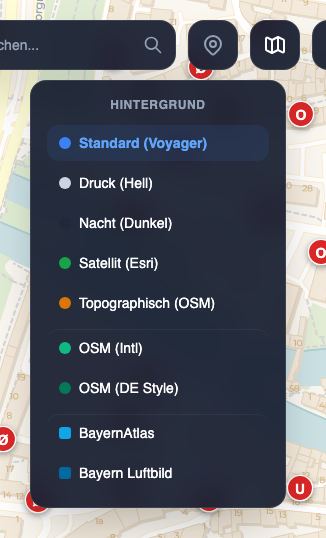 chen...
HINTERGRUND
Standard (Voyager)
Druck (Hell)
Nacht (Dunkel)
Satellit (Esri)
Topographisch (OSM)
OSM (Intl)
OSM (DE Style)
BayernAtlas
Bayern Luftbild
O
Ø
U